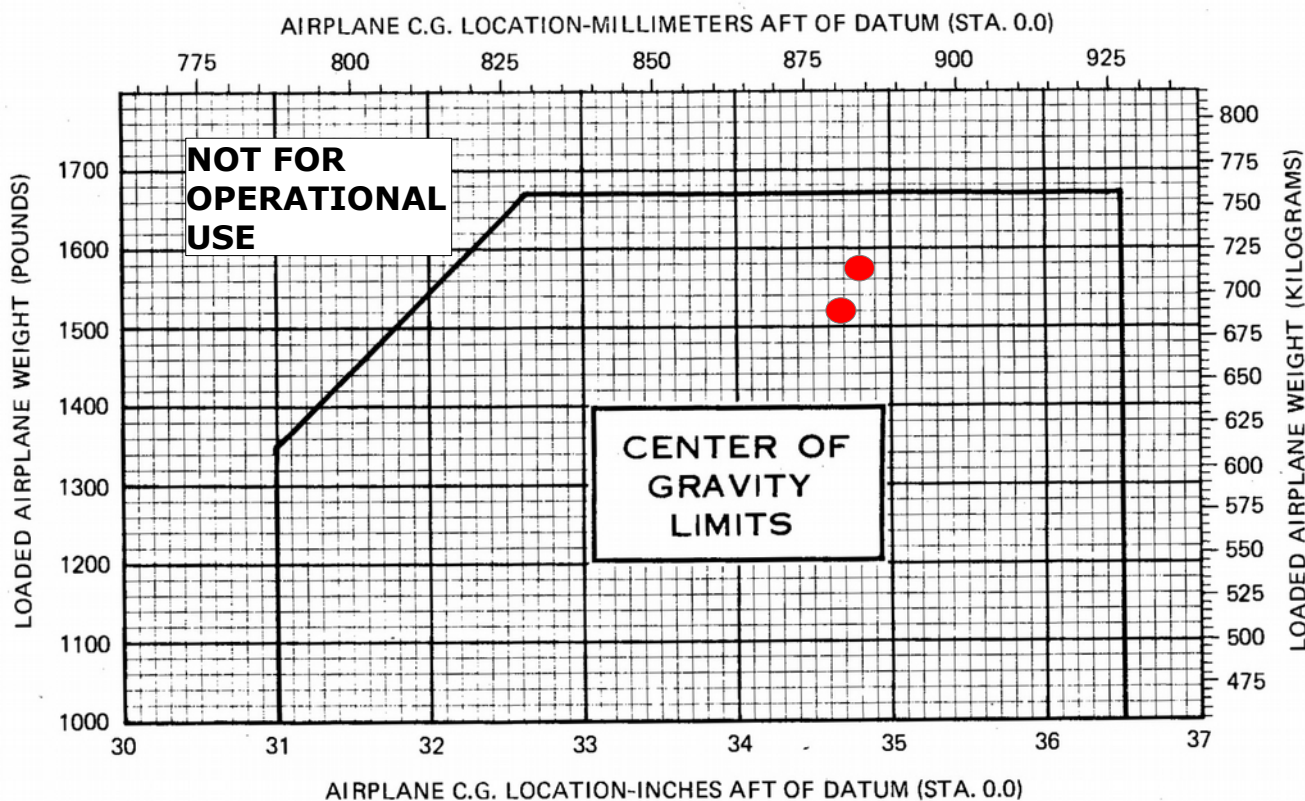 AIRPLANE C.G. LOCATION-MILLIMETERS AFT OF DATUM (STA. 0.0)
775 800 825 850 875 900 925
LOADED AIRPLANE WEIGHT (POUNDS)
1700
1600
1500
1400
1300
1200
1100
1000
NOT FOR
OPERATIONAL
USE
CENTER OF
GRAVITY
LIMITS
800
775
750
725
700
675
650
625
600
575
550
525
500
475
LOADED AIRPLANE WEIGHT (KILOGRAMS)
30 31 32 33 34 35 36 37
AIRPLANE C.G. LOCATION-INCHES AFT OF DATUM (STA. 0.0)